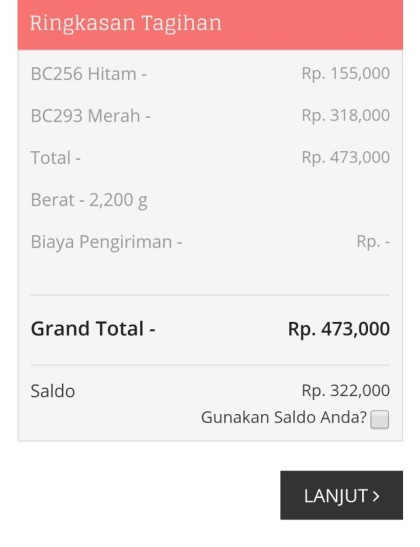 Ringkasan Tagihan
BC256 Hitam - Rp. 155,000
BC293 Merah - Rp. 318,000
Total - Rp. 473,000
Berat - 2,200 g
Biaya Pengiriman - Rp. -
Grand Total - Rp. 473,000
Saldo Rp. 322,000
Gunakan Saldo Anda?
LANJUT >